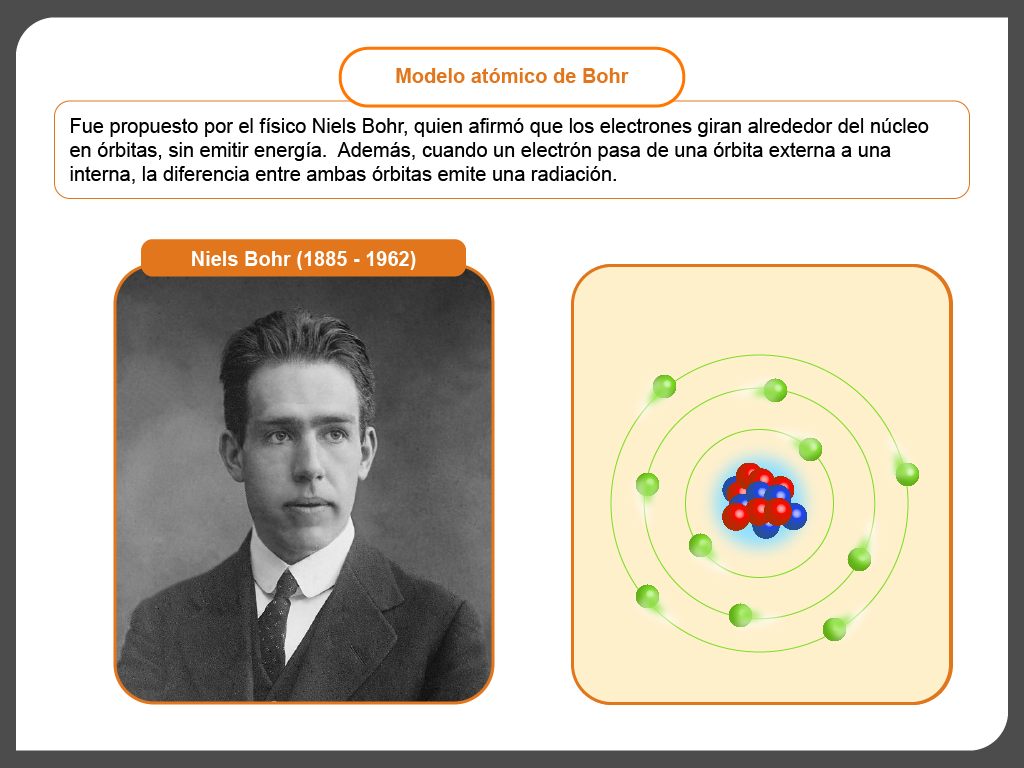 Modelo atómico de Bohr
Fue propuesto por el físico Niels Bohr, quien afirmó que los electrones giran alrededor del núcleo
en órbitas, sin emitir energía.  Además, cuando un electrón pasa de una órbita externa a una
interna, la diferencia entre ambas órbitas emite una radiación.
Niels Bohr (1885 - 1962)